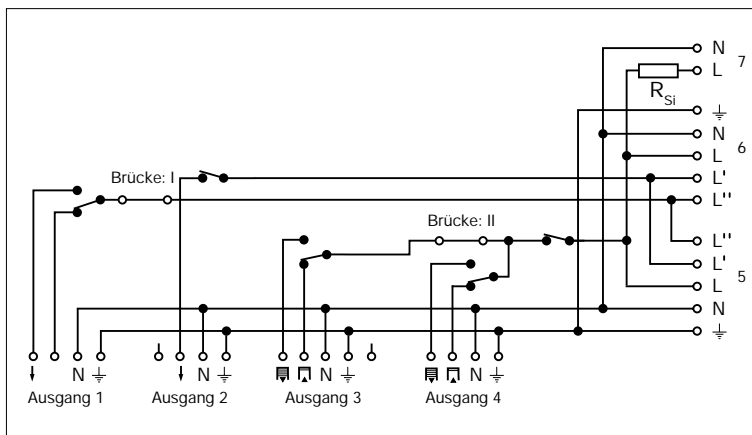 N
7
L
R_Si
⏚
N
6
L
L'
Brücke: I
L''
Brücke: II
L''
L'
5
L
N
⏚
N ⏚ N ⏚ N ⏚ N ⏚
Ausgang 1 Ausgang 2 Ausgang 3 Ausgang 4